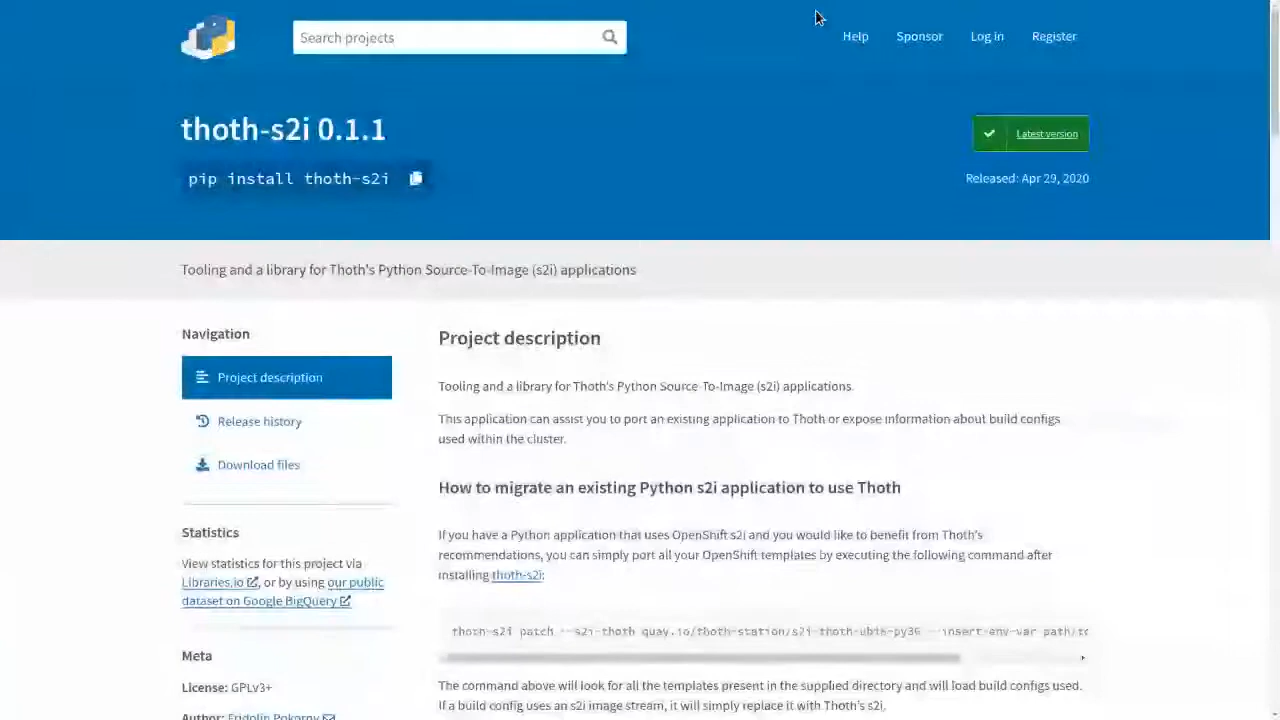 Search projects
Help
Sponsor
Log in
Register
thoth-s2i 0.1.1
Latest version
pip install thoth-s2i
Released: Apr 29, 2020
Tooling and a library for Thoth's Python Source-To-Image (s2i) applications
Navigation
Project description
Release history
Download files
Statistics
View statistics for this project via
Libraries.io, or by using our public
dataset on Google BigQuery
Meta
License: GPLv3+
Author: Fridolin Pokorny
Project description
Tooling and a library for Thoth's Python Source-To-Image (s2i) applications.
This application can assist you to port an existing application to Thoth or expose information about build configs
used within the cluster.
How to migrate an existing Python s2i application to use Thoth
If you have a Python application that uses OpenShift s2i and you would like to benefit from Thoth's
recommendations, you can simply port all your OpenShift templates by executing the following command after
installing thoth-s2i:
thoth-s2i patch --s2i-thoth quay.io/thoth-station/s2i-thoth-ubi8-py36 --insert-env-var path/to
The command above will look for all the templates present in the supplied directory and will load build configs used.
If a build config uses an s2i image stream, it will simply replace it with Thoth's s2i.